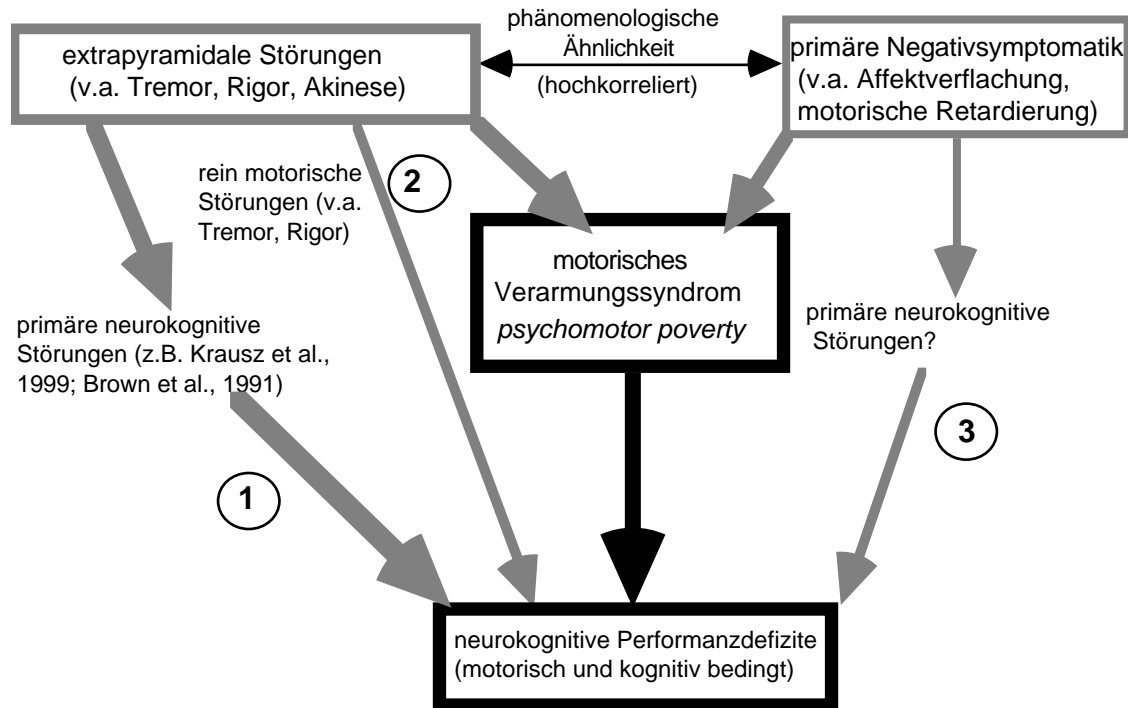 phänomenologische
Ähnlichkeit
(hochkorreliert)
extrapyramidale Störungen
(v.a. Tremor, Rigor, Akinese)
primäre Negativsymptomatik
(v.a. Affektverflachung,
motorische Retardierung)
rein motorische
Störungen (v.a.
Tremor, Rigor)
2
motorisches
Verarmungssyndrom
psychomotor poverty
primäre neurokognitive
Störungen (z.B. Krausz et al.,
1999; Brown et al., 1991)
primäre neurokognitive
Störungen?
1
3
neurokognitive Performanzdefizite
(motorisch und kognitiv bedingt)